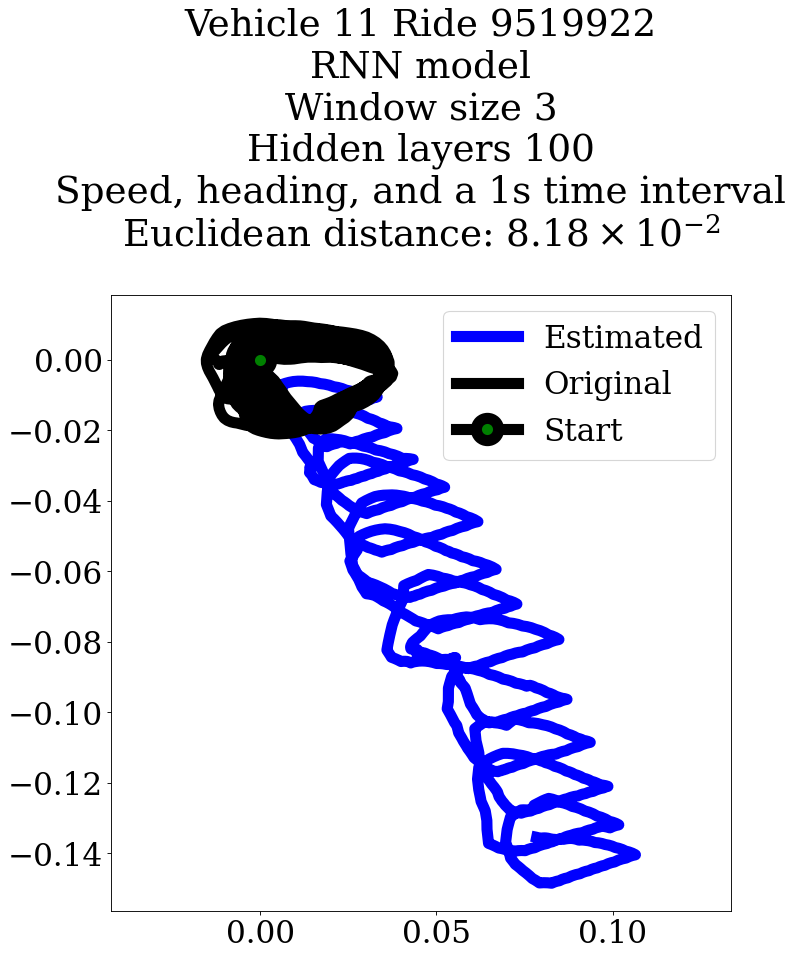 Vehicle 11 Ride 9519922
RNN model
Window size 3
Hidden layers 100
Speed, heading, and a 1s time interval
Euclidean distance: 8.18 × 10⁻²
Estimated
Original
Start
0.00
−0.02
−0.04
−0.06
−0.08
−0.10
−0.12
−0.14
0.00 0.05 0.10